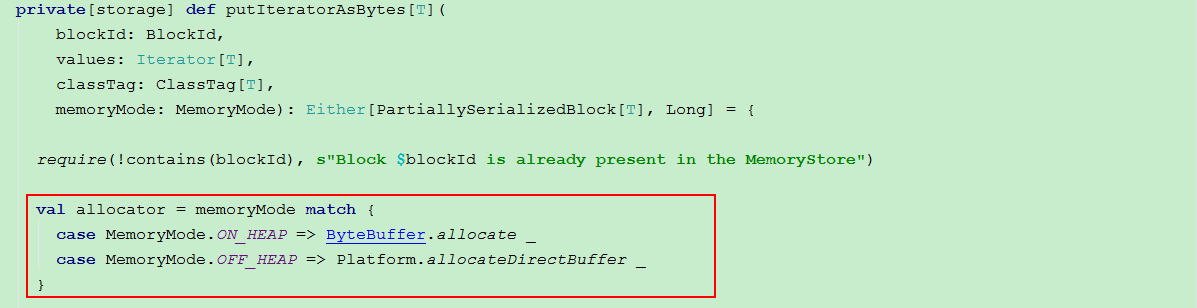 private[storage] def putIteratorAsBytes[T](
    blockId: BlockId,
    values: Iterator[T],
    classTag: ClassTag[T],
    memoryMode: MemoryMode): Either[PartiallySerializedBlock[T], Long] = {
  require(!contains(blockId), s"Block $blockId is already present in the MemoryStore")
  val allocator = memoryMode match {
    case MemoryMode.ON_HEAP => ByteBuffer.allocate _
    case MemoryMode.OFF_HEAP => Platform.allocateDirectBuffer _
  }